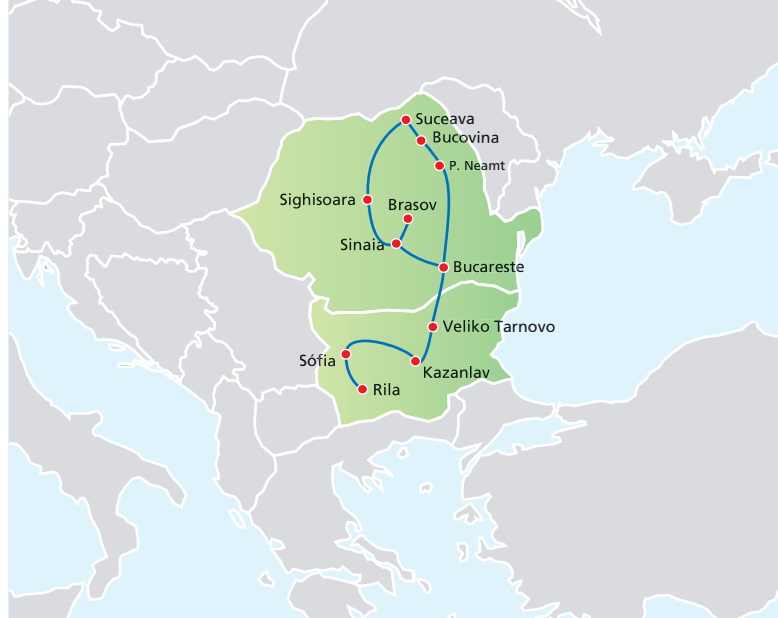 Suceava
Bucovina
P. Neamt
Sighisoara
Brasov
Sinaia
Bucareste
Veliko Tarnovo
Sófia
Kazanlav
Rila